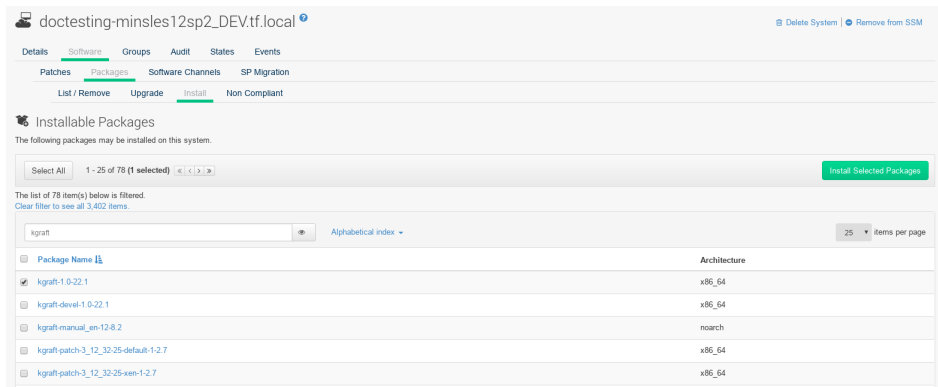 doctesting-minsles12sp2_DEV.tf.local ?
Delete System | Remove from SSM
Details Software Groups Audit States Events
Patches Packages Software Channels SP Migration
List / Remove Upgrade Install Non Compliant
Installable Packages
The following packages may be installed on this system.
Select All 1 - 25 of 78 (1 selected) Install Selected Packages
The list of 78 item(s) below is filtered.
Clear filter to see all 3,402 items.
kgraft Alphabetical index 25 items per page
Package Name Architecture
kgraft-1.0-22.1 x86_64
kgraft-devel-1.0-22.1 x86_64
kgraft-manual_en-12-8.2 noarch
kgraft-patch-3_12_32-25-default-1-2.7 x86_64
kgraft-patch-3_12_32-25-xen-1-2.7 x86_64